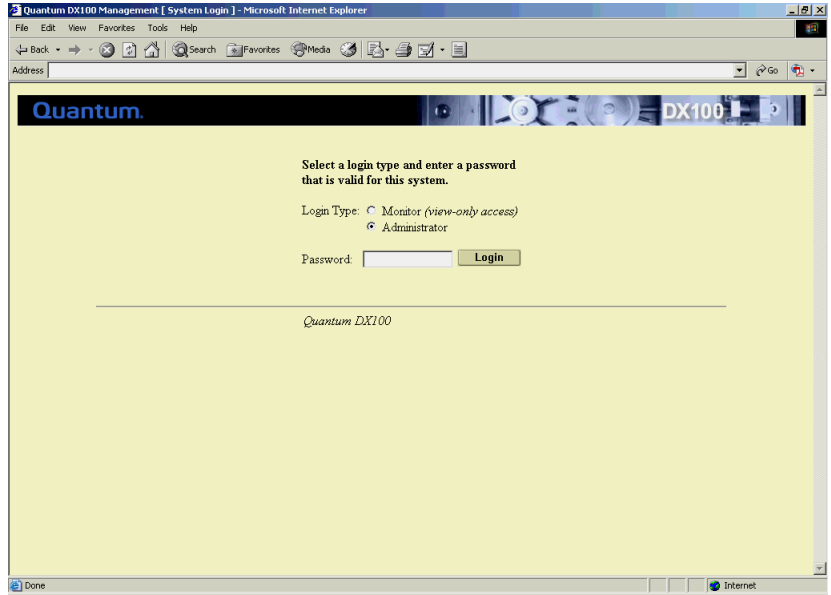 Quantum DX100 Management [ System Login ] - Microsoft Internet Explorer
File Edit View Favorites Tools Help
Back Search Favorites Media
Address Go
Quantum. DX100
Select a login type and enter a password
that is valid for this system.
Login Type: Monitor (view-only access)
Administrator
Password: Login
Quantum DX100
Done Internet